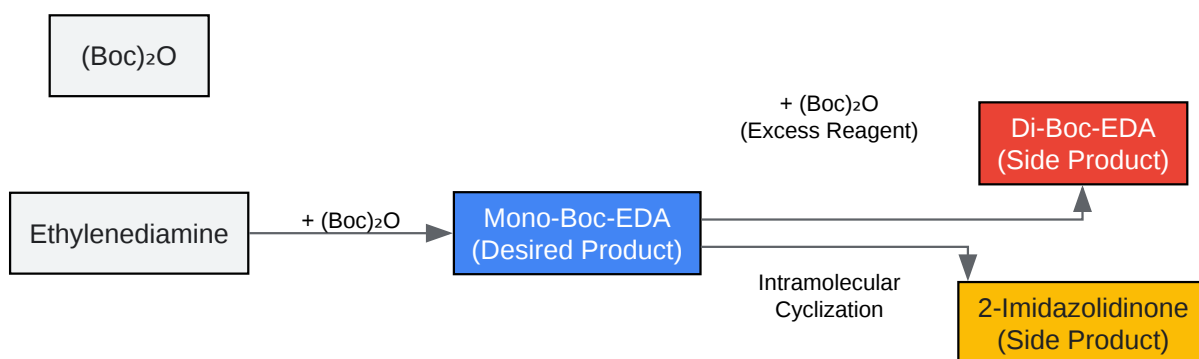 (Boc)₂O
Ethylenediamine
+ (Boc)₂O
Mono-Boc-EDA
(Desired Product)
+ (Boc)₂O
(Excess Reagent)
Di-Boc-EDA
(Side Product)
Intramolecular
Cyclization
2-Imidazolidinone
(Side Product)